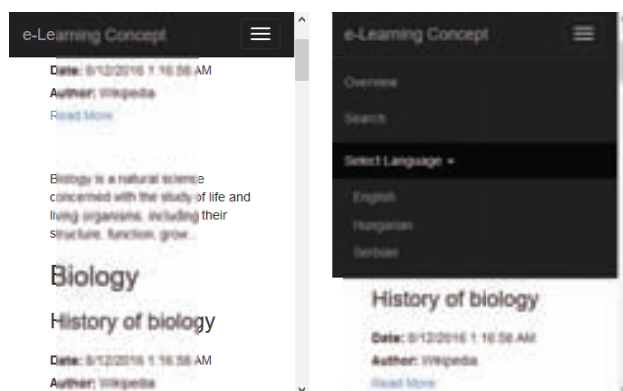 e-Learning Concept
Date: 8/12/2016 1:16:58 AM
Author: Wikipedia
Read More
Biology is a natural science
concerned with the study of life and
living organisms, including their
structure, function, grow...
Biology
History of biology
Date: 8/12/2016 1:16:58 AM
Author: Wikipedia
e-Learning Concept
Overview
Search
Select Language
English
Hungarian
Serbian
History of biology
Date: 8/12/2016 1:16:58 AM
Author: Wikipedia
Read More